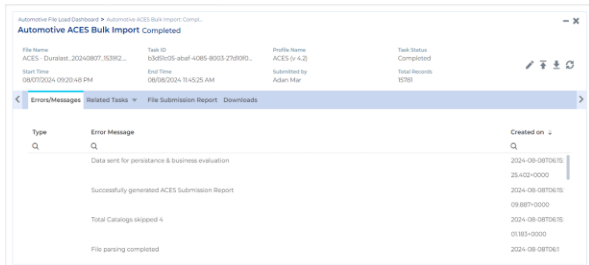 Automotive File Load Dashboard > Automotive ACES Bulk Import Compl...
Automotive ACES Bulk Import Completed
File Name Task ID Profile Name Task Status
ACES - Duralast_20240807_153912... ACES (v 4.2) Completed
Start Time End Time Submitted by Total Records
08/07/2024 09:20:48 PM 08/08/2024 11:45:25 AM Adan Mar 15781
Errors/Messages Related Tasks File Submission Report Downloads
Type Error Message Created on
Data sent for persistance & business evaluation 2024-08-08T06:15:
25.402+0000
Successfully generated ACES Submission Report 2024-08-08T06:15:
09.887+0000
Total Catalogs skipped 4 2024-08-08T06:15:
01.183+0000
File parsing completed 2024-08-08T06:1